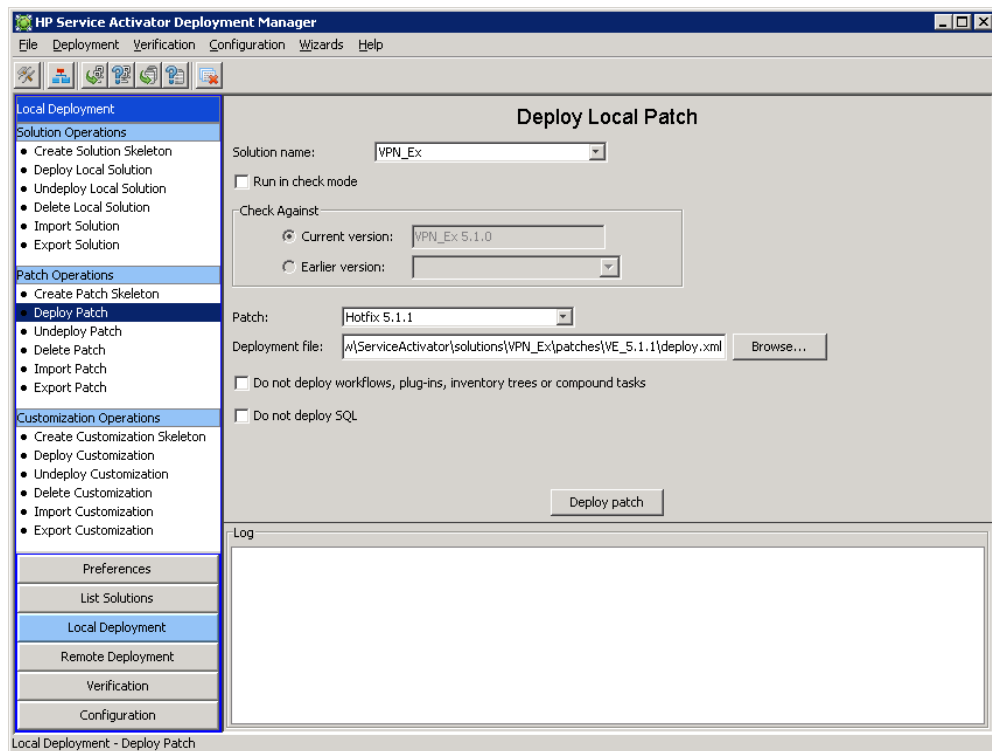 HP Service Activator Deployment Manager
File Deployment Verification Configuration Wizards Help
Local Deployment
Solution Operations
• Create Solution Skeleton
• Deploy Local Solution
• Undeploy Local Solution
• Delete Local Solution
• Import Solution
• Export Solution
Patch Operations
• Create Patch Skeleton
• Deploy Patch
• Undeploy Patch
• Delete Patch
• Import Patch
• Export Patch
Customization Operations
• Create Customization Skeleton
• Deploy Customization
• Undeploy Customization
• Delete Customization
• Import Customization
• Export Customization
Preferences
List Solutions
Local Deployment
Remote Deployment
Verification
Configuration
Deploy Local Patch
Solution name: VPN_Ex
Run in check mode
Check Against
Current version: VPN_Ex 5.1.0
Earlier version:
Patch: Hotfix 5.1.1
Deployment file: \ServiceActivator\solutions\VPN_Ex\patches\VE_5.1.1\deploy.xml Browse...
Do not deploy workflows, plug-ins, inventory trees or compound tasks
Do not deploy SQL
Deploy patch
Log
Local Deployment - Deploy Patch